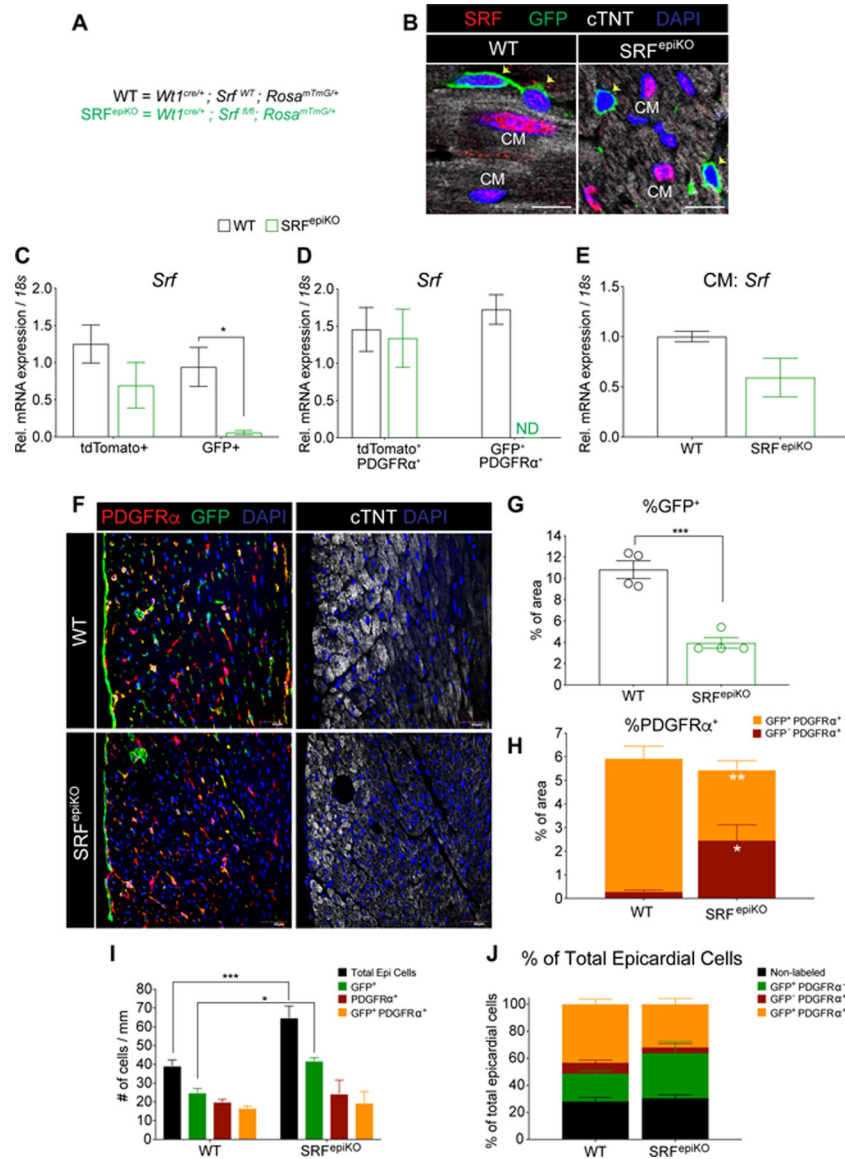 A
WT = Wt1cre/+ ; Srf WT ; RosamTmG/+
SRFepiKO = Wt1cre/+ ; Srf fl/fl; RosamTmG/+
B
SRF GFP cTNT DAPI
WT SRFepiKO
CM CM
CM CM
WT SRFepiKO
C
Srf
Rel. mRNA expression / 18s
2.0
1.5
1.0
0.5
0.0
*
tdTomato+ GFP+
D
Srf
Rel. mRNA expression / 18s
2.0
1.5
1.0
0.5
0.0
ND
tdTomato+ GFP+
PDGFRα+ PDGFRα+
E
CM: Srf
Rel. mRNA expression / 18s
1.5
1.0
0.5
0.0
WT SRFepiKO
F
PDGFRα GFP DAPI cTNT DAPI
WT
SRFepiKO
G
%GFP+
% of area
14
12
10
8
6
4
2
0
***
WT SRFepiKO
H
%PDGFRα+
GFP+ PDGFRα+
GFP- PDGFRα+
% of area
7
6
5
4
3
2
1
0
**
*
WT SRFepiKO
I
Total Epi Cells
GFP+
PDGFRα+
GFP+ PDGFRα+
# of cells / mm
80
70
60
50
40
30
20
10
0
***
*
WT SRFepiKO
J
% of Total Epicardial Cells
Non-labeled
GFP+ PDGFRα-
GFP- PDGFRα+
GFP+ PDGFRα+
% of total epicardial cells
100
80
60
40
20
0
WT SRFepiKO